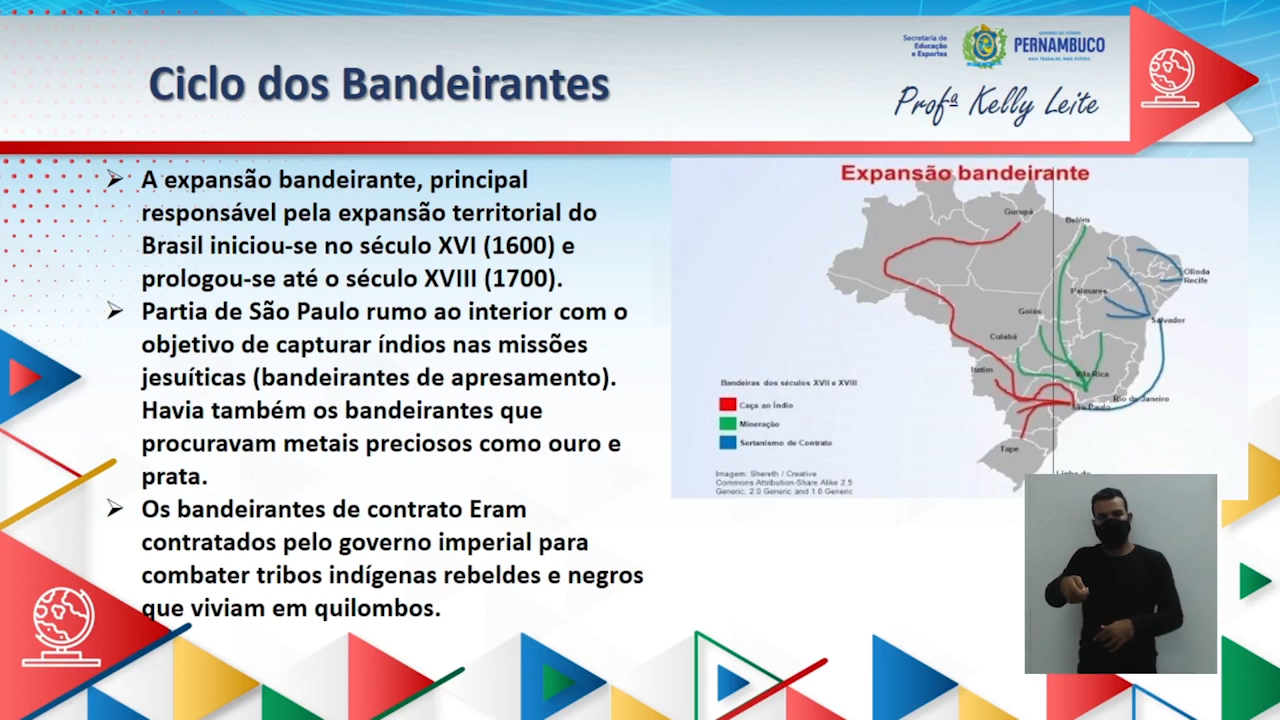 Ciclo dos Bandeirantes
Secretaria de
Educação
e Esportes
GOVERNO DO ESTADO
PERNAMBUCO
MAIS TRABALHO, MAIS FUTURO.
Profª Kelly Leite
A expansão bandeirante, principal
responsável pela expansão territorial do
Brasil iniciou-se no século XVI (1600) e
prologou-se até o século XVIII (1700).
Partia de São Paulo rumo ao interior com o
objetivo de capturar índios nas missões
jesuíticas (bandeirantes de apresamento).
Havia também os bandeirantes que
procuravam metais preciosos como ouro e
prata.
Os bandeirantes de contrato Eram
contratados pelo governo imperial para
combater tribos indígenas rebeldes e negros
que viviam em quilombos.
Expansão bandeirante
Gurupá
Belém
Olinda
Recife
Palmares
Goiás
Salvador
Cuiabá
Itatim
Vila Rica
Rio de Janeiro
São Paulo
Tape
Bandeiras dos séculos XVII e XVIII
Caça ao Índio
Mineração
Sertanismo de Contrato
Imagem: Shereth / Creative
Commons Attribution-Share Alike 2.5
Generic, 2.0 Generic and 1.0 Generic
Linha de